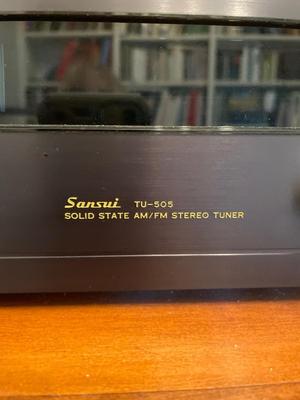 Sansui TU-505
SOLID STATE AM/FM STEREO TUNER